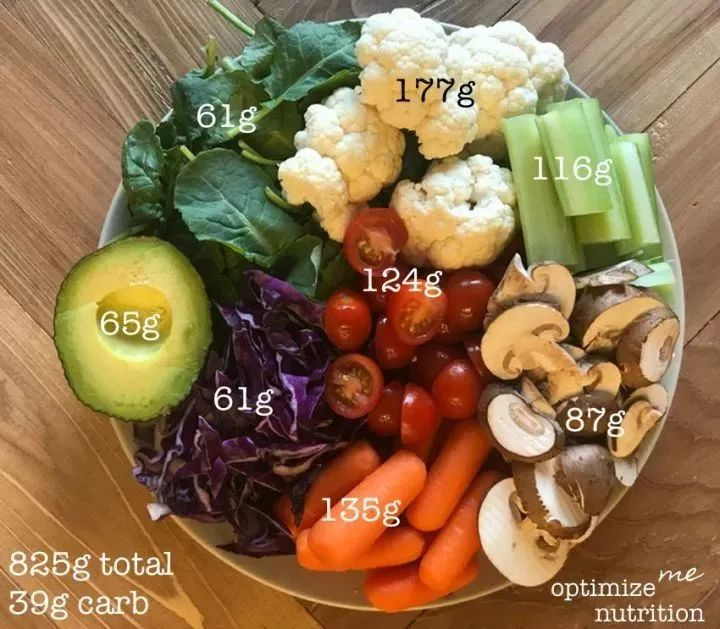 61g
177g
116g
124g
65g
61g
87g
135g
825g total
39g carb
optimize me
nutrition